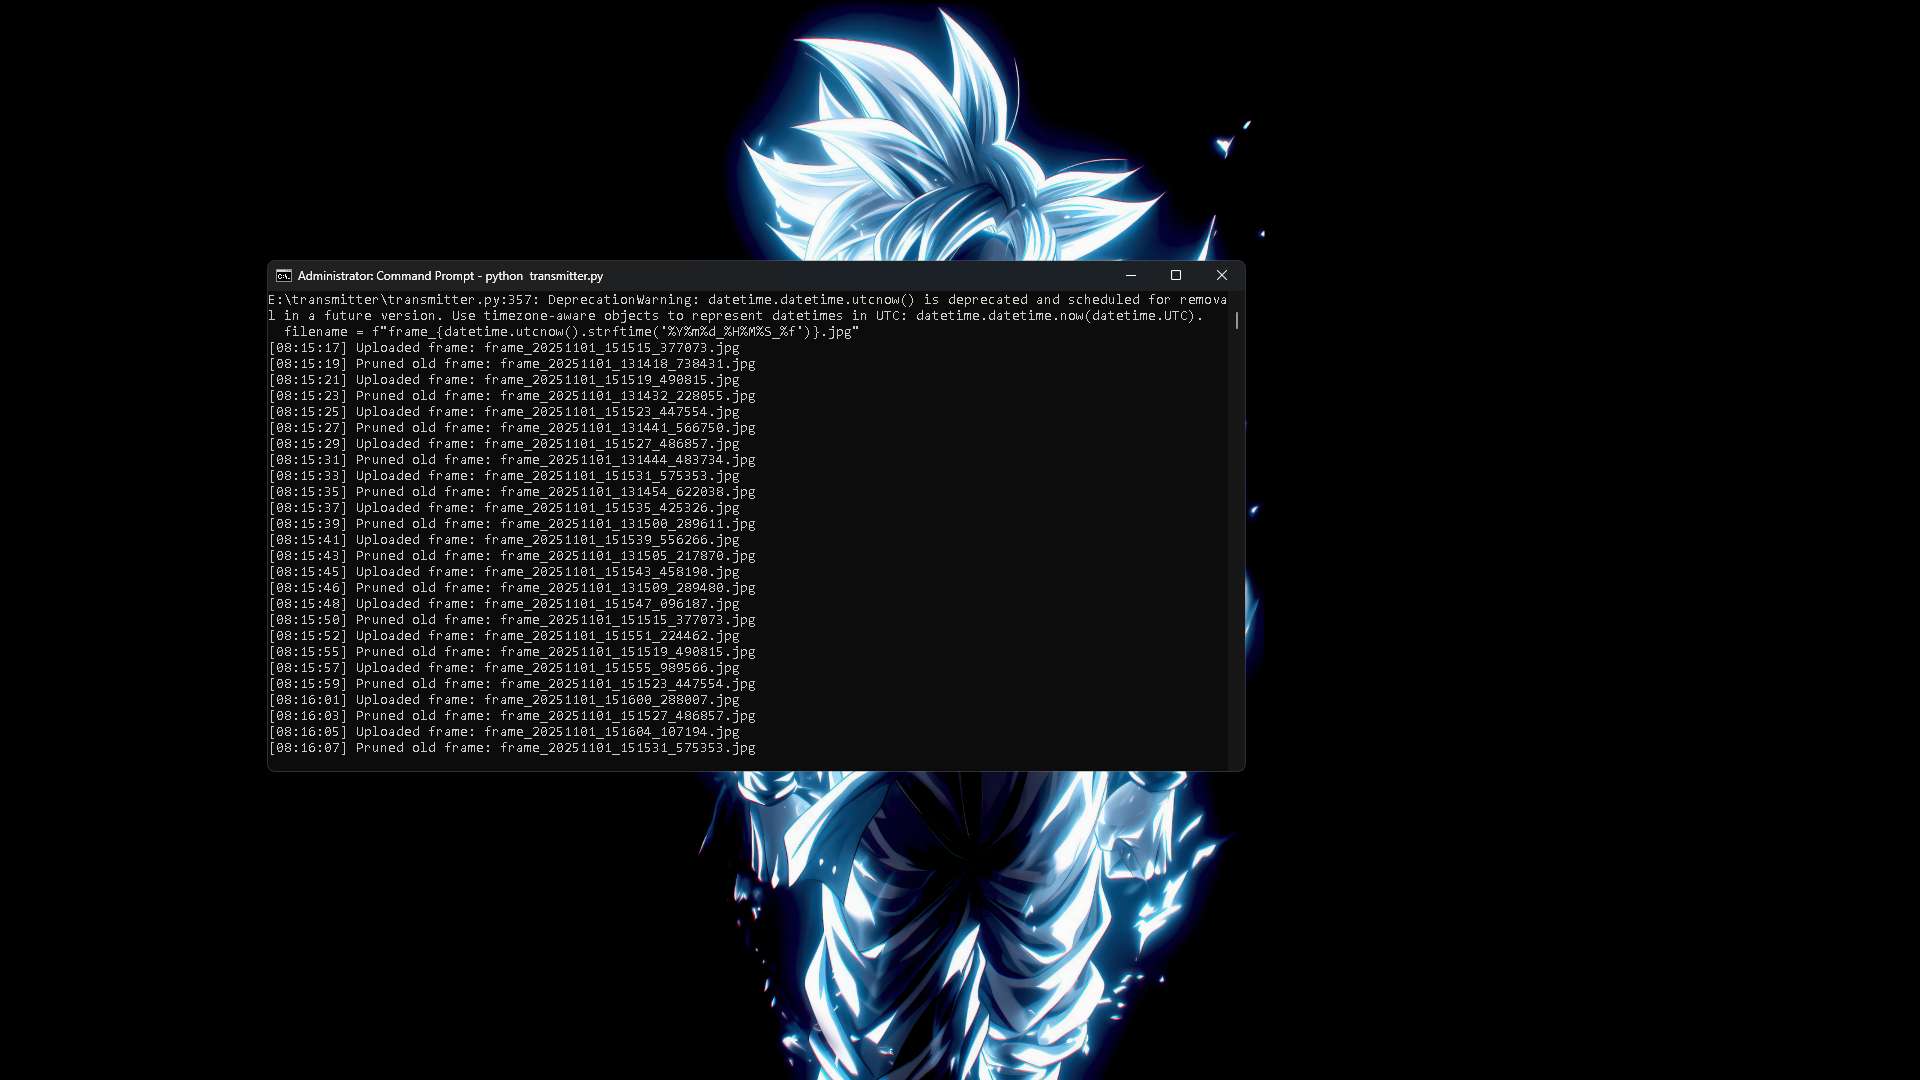 Administrator: Command Prompt - python  transmitter.py
E:\transmitter\transmitter.py:357: DeprecationWarning: datetime.datetime.utcnow() is deprecated and scheduled for remova
l in a future version. Use timezone-aware objects to represent datetimes in UTC: datetime.datetime.now(datetime.UTC).
  filename = f"frame_{datetime.utcnow().strftime('%Y%m%d_%H%M%S_%f')}.jpg"
[08:15:17] Uploaded frame: frame_20251101_151515_377073.jpg
[08:15:19] Pruned old frame: frame_20251101_131418_738431.jpg
[08:15:21] Uploaded frame: frame_20251101_151519_490815.jpg
[08:15:23] Pruned old frame: frame_20251101_131432_228055.jpg
[08:15:25] Uploaded frame: frame_20251101_151523_447554.jpg
[08:15:27] Pruned old frame: frame_20251101_131441_566750.jpg
[08:15:29] Uploaded frame: frame_20251101_151527_486857.jpg
[08:15:31] Pruned old frame: frame_20251101_131444_483734.jpg
[08:15:33] Uploaded frame: frame_20251101_151531_575353.jpg
[08:15:35] Pruned old frame: frame_20251101_131454_622038.jpg
[08:15:37] Uploaded frame: frame_20251101_151535_425326.jpg
[08:15:39] Pruned old frame: frame_20251101_131500_289611.jpg
[08:15:41] Uploaded frame: frame_20251101_151539_556266.jpg
[08:15:43] Pruned old frame: frame_20251101_131505_217870.jpg
[08:15:45] Uploaded frame: frame_20251101_151543_458190.jpg
[08:15:46] Pruned old frame: frame_20251101_131509_289480.jpg
[08:15:48] Uploaded frame: frame_20251101_151547_096187.jpg
[08:15:50] Pruned old frame: frame_20251101_151515_377073.jpg
[08:15:52] Uploaded frame: frame_20251101_151551_224462.jpg
[08:15:55] Pruned old frame: frame_20251101_151519_490815.jpg
[08:15:57] Uploaded frame: frame_20251101_151555_989566.jpg
[08:15:59] Pruned old frame: frame_20251101_151523_447554.jpg
[08:16:01] Uploaded frame: frame_20251101_151600_288007.jpg
[08:16:03] Pruned old frame: frame_20251101_151527_486857.jpg
[08:16:05] Uploaded frame: frame_20251101_151604_107194.jpg
[08:16:07] Pruned old frame: frame_20251101_151531_575353.jpg